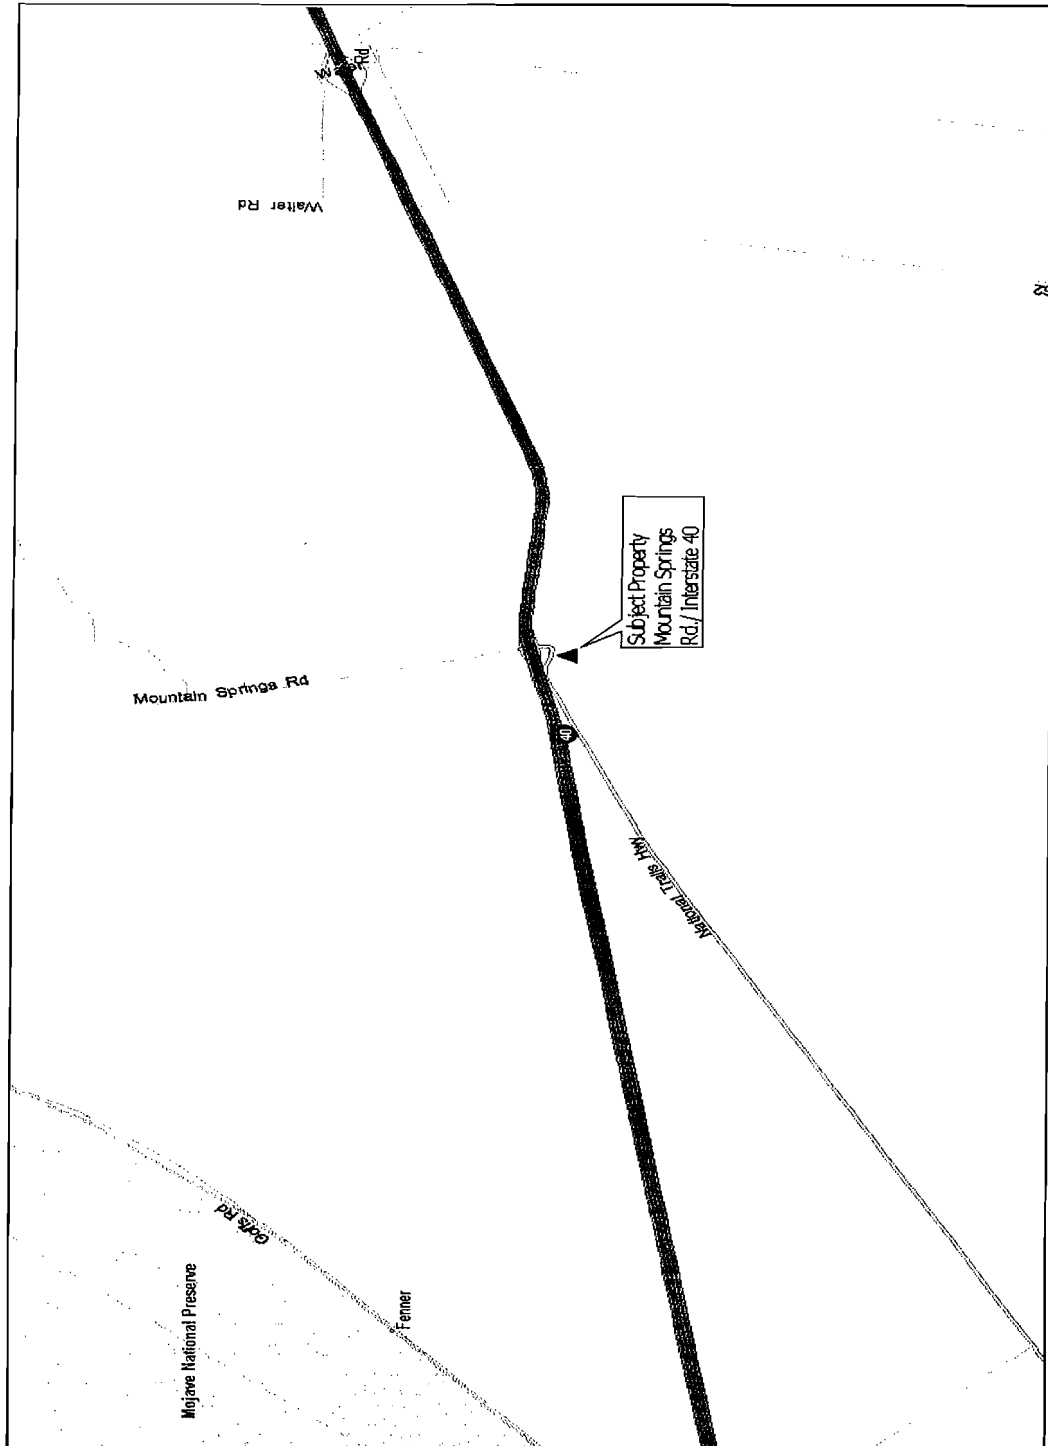 Rd
Walter Rd
Mountain Springs Rd
Subject Property
Mountain Springs
Rd./ Interstate 40
40
National Trails Hwy
Goffs Rd
Fenner
Mojave National Preserve